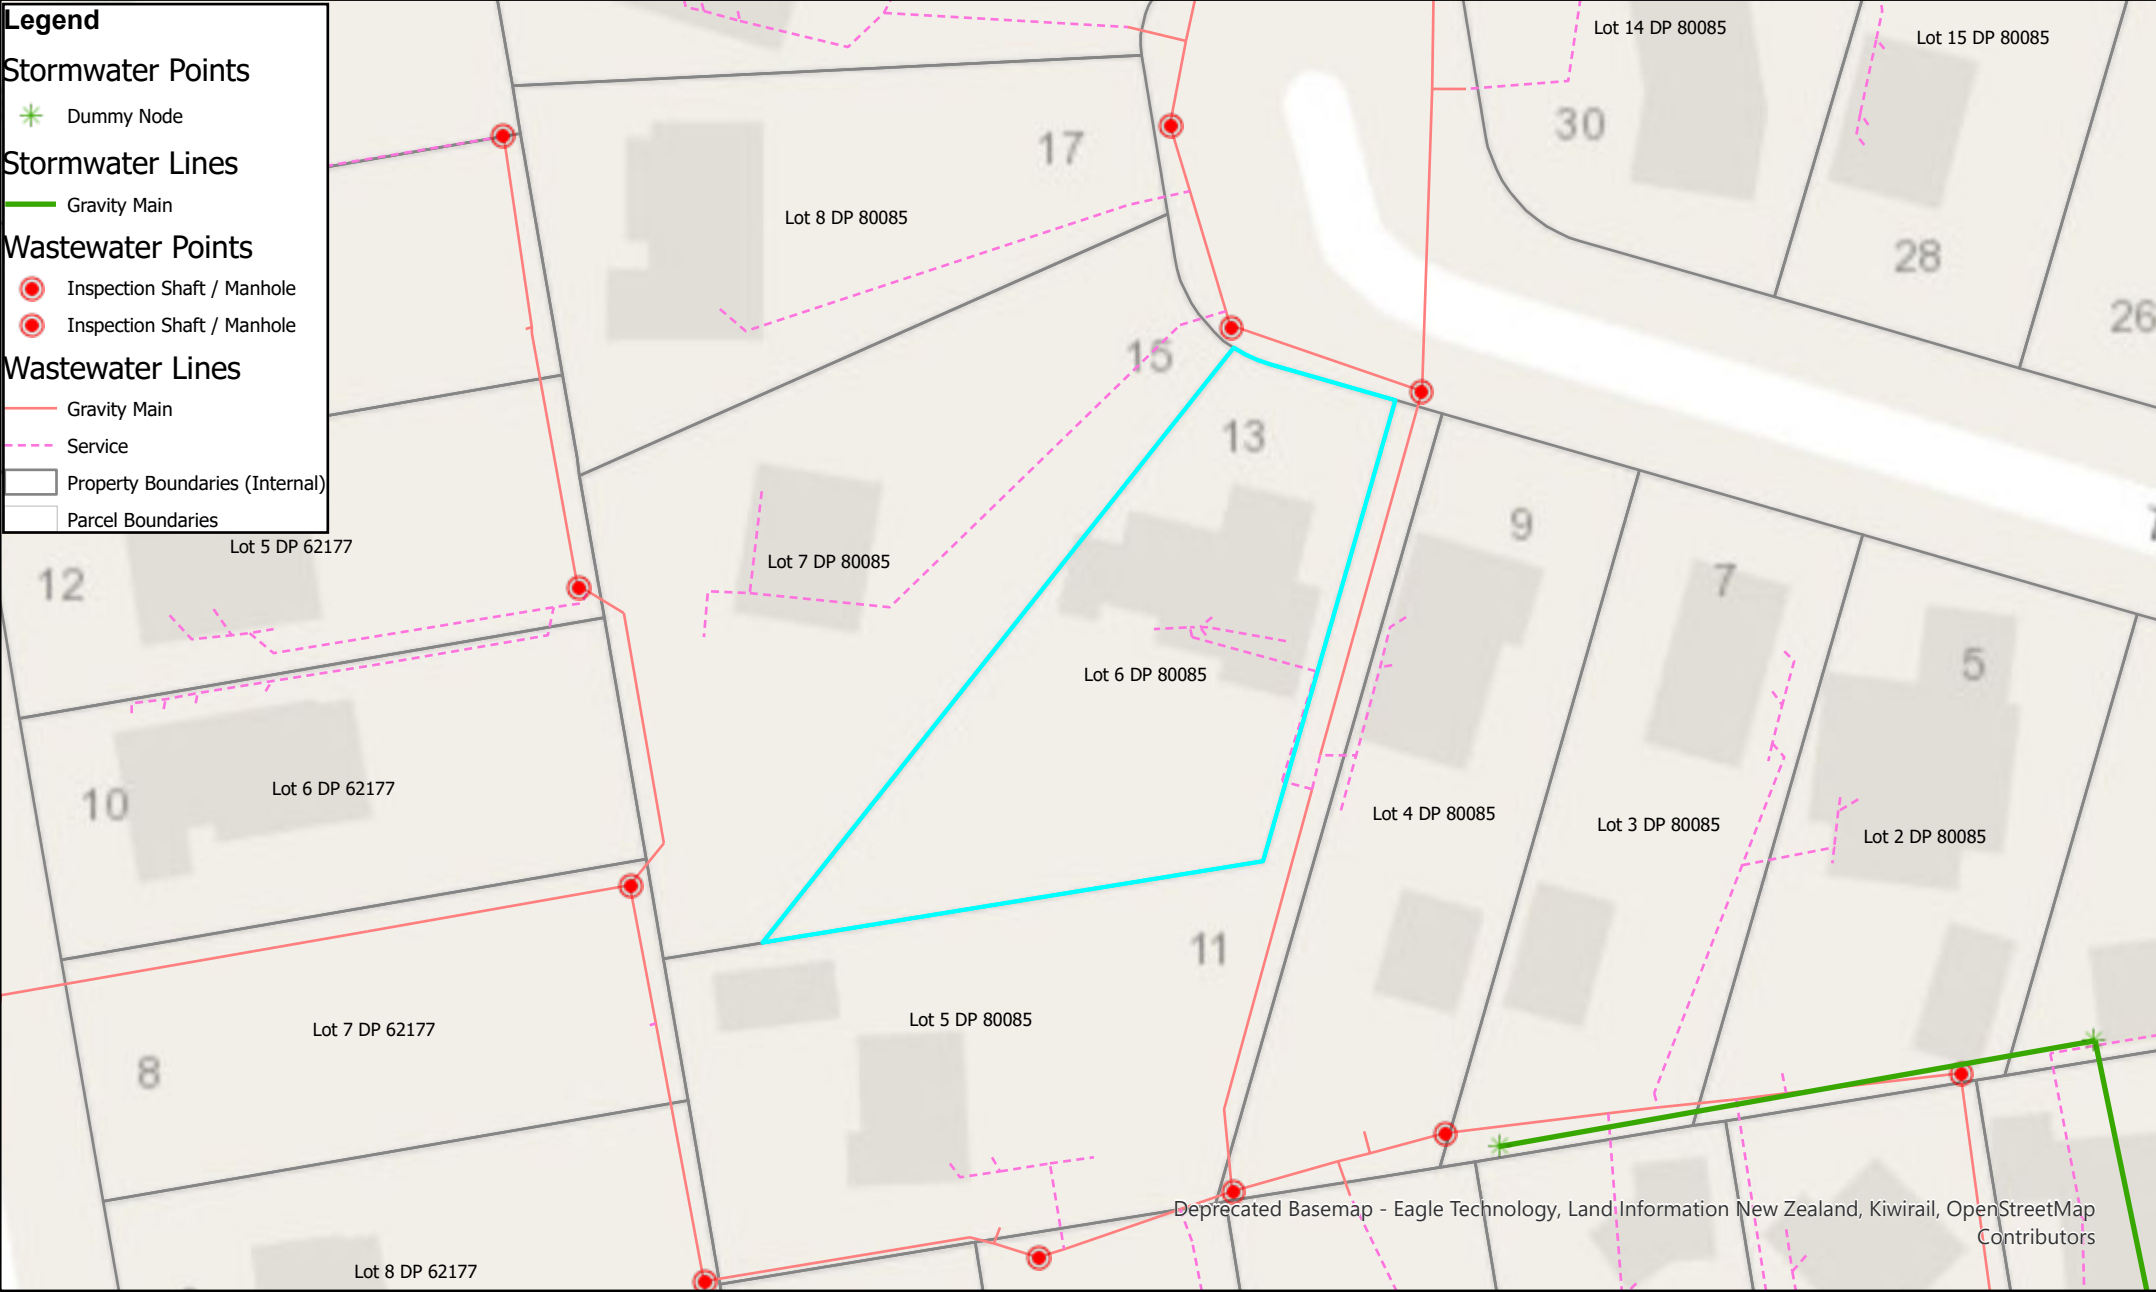 Legend
Stormwater Points
Dummy Node
Stormwater Lines
Gravity Main
Wastewater Points
Inspection Shaft / Manhole
Inspection Shaft / Manhole
Wastewater Lines
Gravity Main
Service
Property Boundaries (Internal)
Parcel Boundaries
Lot 14 DP 80085
Lot 15 DP 80085
30
17
Lot 8 DP 80085
28
26
15
13
9
Lot 5 DP 62177
12
Lot 7 DP 80085
7
5
Lot 6 DP 80085
Lot 6 DP 62177
10
Lot 4 DP 80085
Lot 3 DP 80085
Lot 2 DP 80085
11
Lot 5 DP 80085
Lot 7 DP 62177
8
Deprecated Basemap - Eagle Technology, Land Information New Zealand, Kiwirail, OpenStreetMap
Contributors
Lot 8 DP 62177